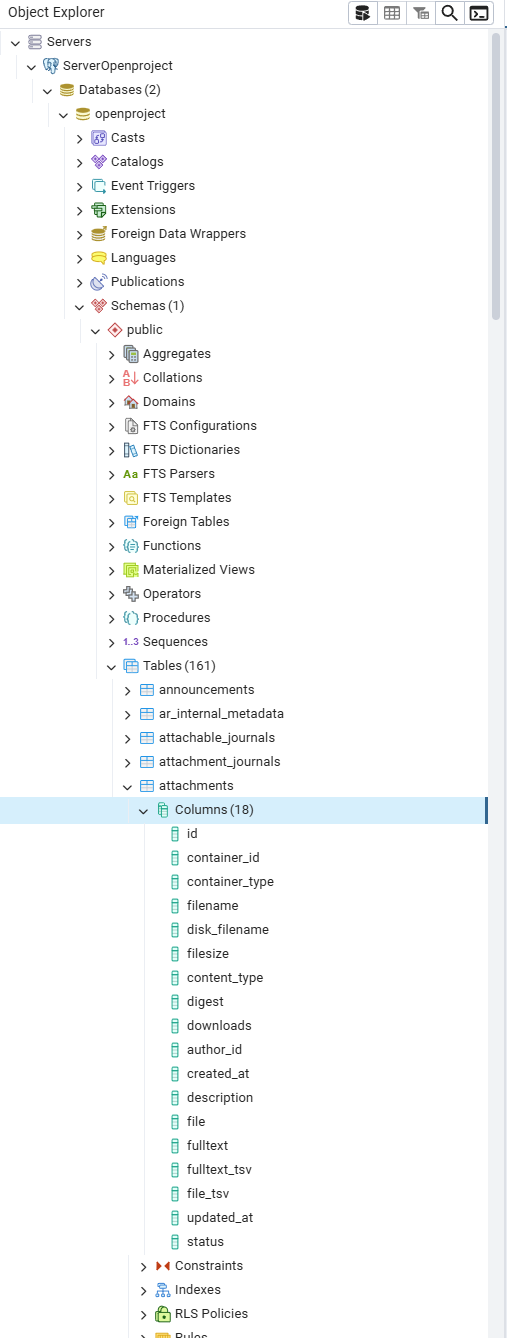 Object Explorer
Servers
ServerOpenproject
Databases (2)
openproject
Casts
Catalogs
Event Triggers
Extensions
Foreign Data Wrappers
Languages
Publications
Schemas (1)
public
Aggregates
Collations
Domains
FTS Configurations
FTS Dictionaries
Aa FTS Parsers
FTS Templates
Foreign Tables
Functions
Materialized Views
Operators
Procedures
1..3 Sequences
Tables (161)
announcements
ar_internal_metadata
attachable_journals
attachment_journals
attachments
Columns (18)
id
container_id
container_type
filename
disk_filename
filesize
content_type
digest
downloads
author_id
created_at
description
file
fulltext
fulltext_tsv
file_tsv
updated_at
status
Constraints
Indexes
RLS Policies
Rules